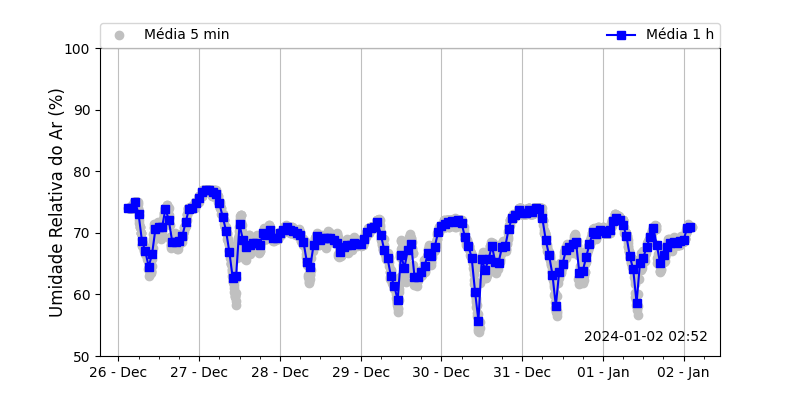 Média 5 min
Média 1 h
Umidade Relativa do Ar (%)
100
90
80
70
60
50
2024-01-02 02:52
26 - Dec
27 - Dec
28 - Dec
29 - Dec
30 - Dec
31 - Dec
01 - Jan
02 - Jan